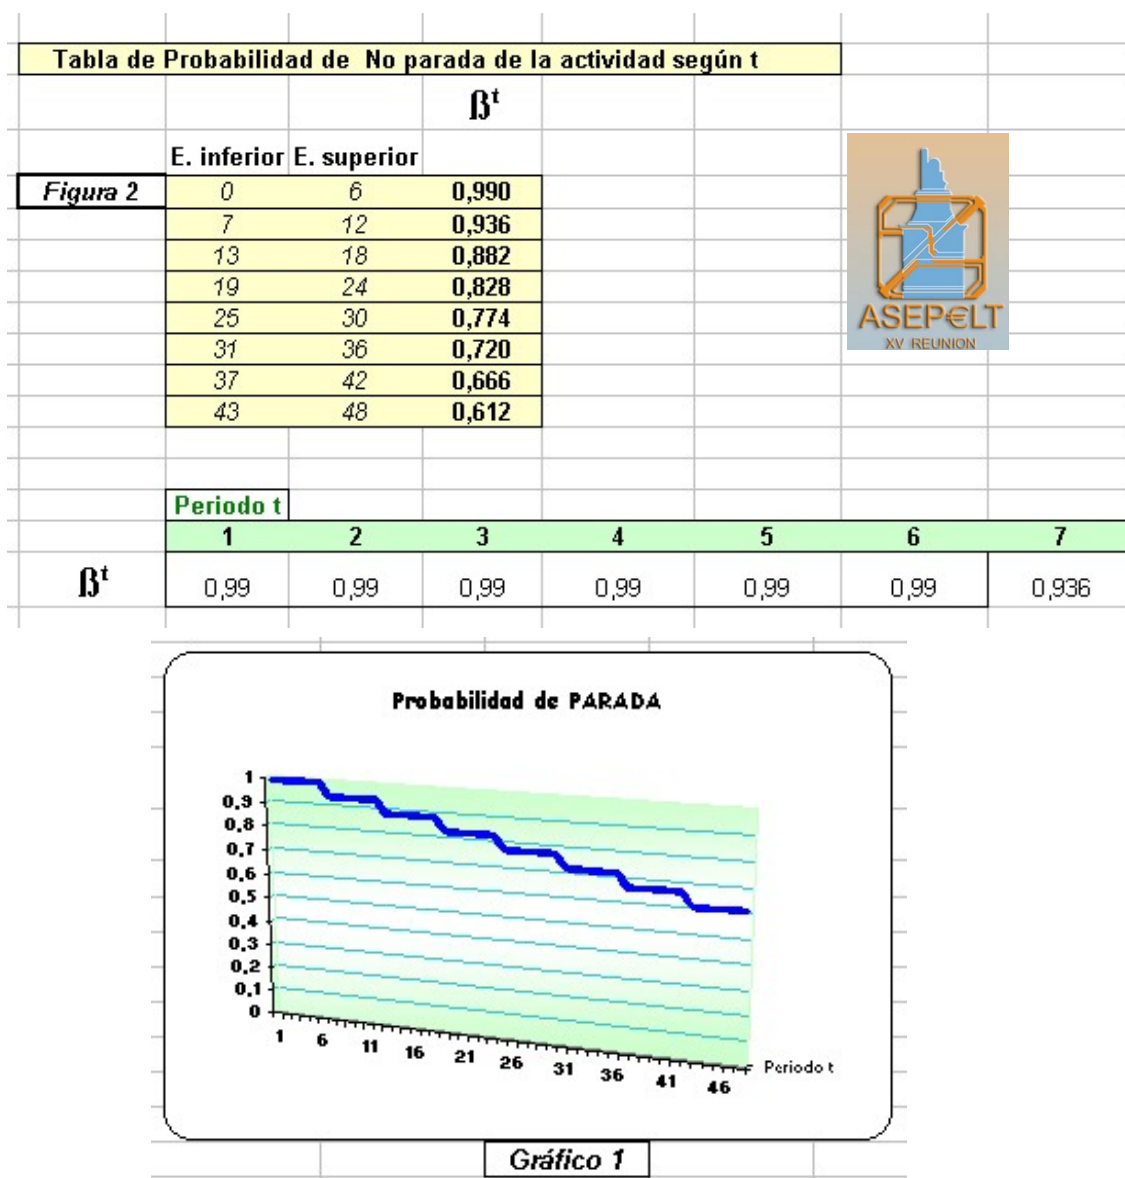 Tabla de Probabilidad de No parada de la actividad según t
ßᵗ
E. inferior E. superior
Figura 2 0 6 0,990
7 12 0,936
13 18 0,882
19 24 0,828
25 30 0,774
31 36 0,720
37 42 0,666
43 48 0,612
ASEP€LT
XV REUNION
Periodo t
1 2 3 4 5 6 7
ßᵗ 0,99 0,99 0,99 0,99 0,99 0,99 0,936
Probabilidad de PARADA
1
0,9
0,8
0,7
0,6
0,5
0,4
0,3
0,2
0,1
0
1 6 11 16 21 26 31 36 41 46
Periodo t
Gráfico 1